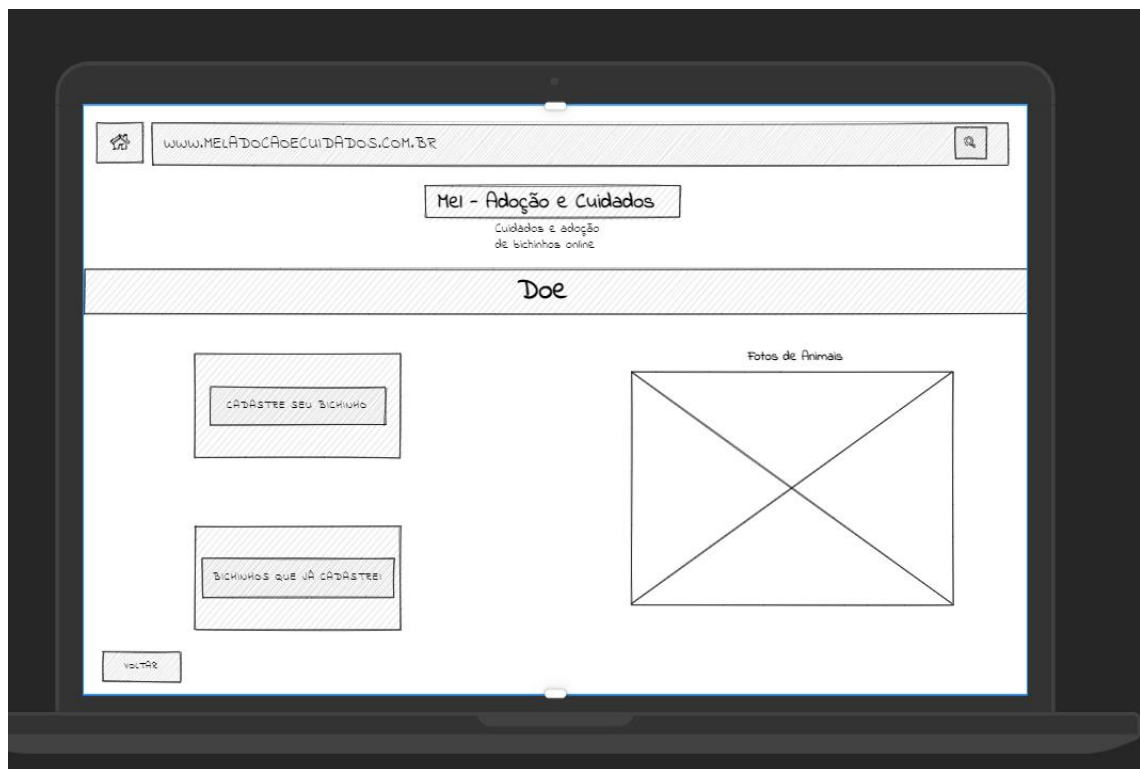 WWW.MELADOCAOECUIDADOS.COM.BR
Mel - Adoção e Cuidados
Cuidados e adoção
de bichinhos online
Doe
CADASTRE SEU BICHINHO
Fotos de Animais
BICHINHOS QUE JÁ CADASTREI
VOLTAR